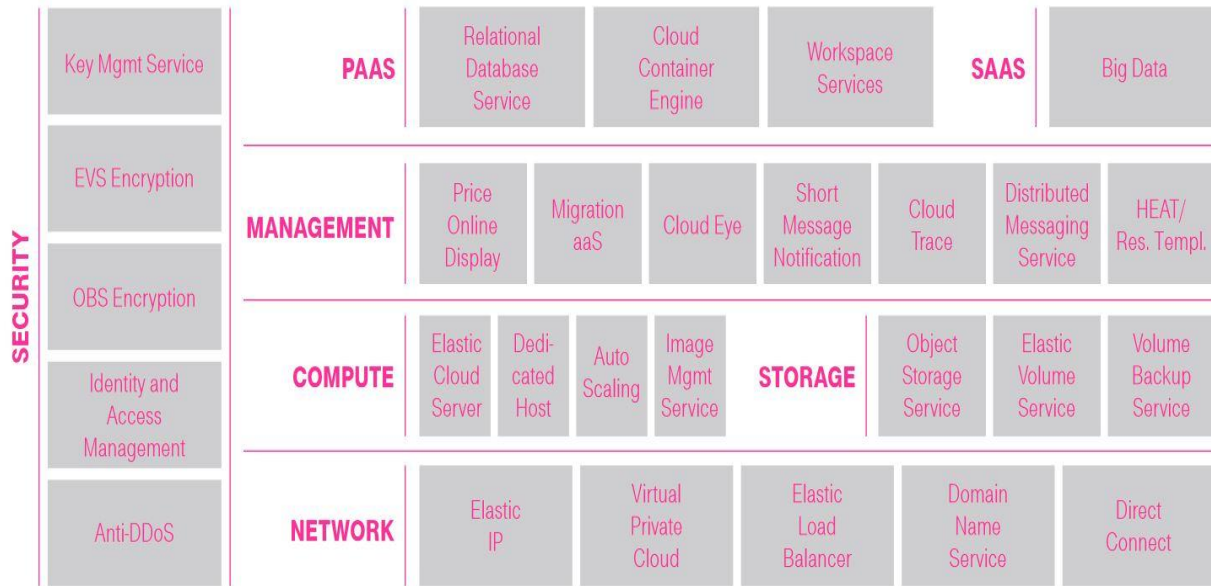 SECURITY
Key Mgmt Service
EVS Encryption
OBS Encryption
Identity and
Access
Management
Anti-DDoS
PAAS
Relational
Database
Service
Cloud
Container
Engine
Workspace
Services
SAAS
Big Data
MANAGEMENT
Price
Online
Display
Migration
aaS
Cloud Eye
Short
Message
Notification
Cloud
Trace
Distributed
Messaging
Service
HEAT/
Res. Templ.
COMPUTE
Elastic
Cloud
Server
Dedi-
cated
Host
Auto
Scaling
Image
Mgmt
Service
STORAGE
Object
Storage
Service
Elastic
Volume
Service
Volume
Backup
Service
NETWORK
Elastic
IP
Virtual
Private
Cloud
Elastic
Load
Balancer
Domain
Name
Service
Direct
Connect